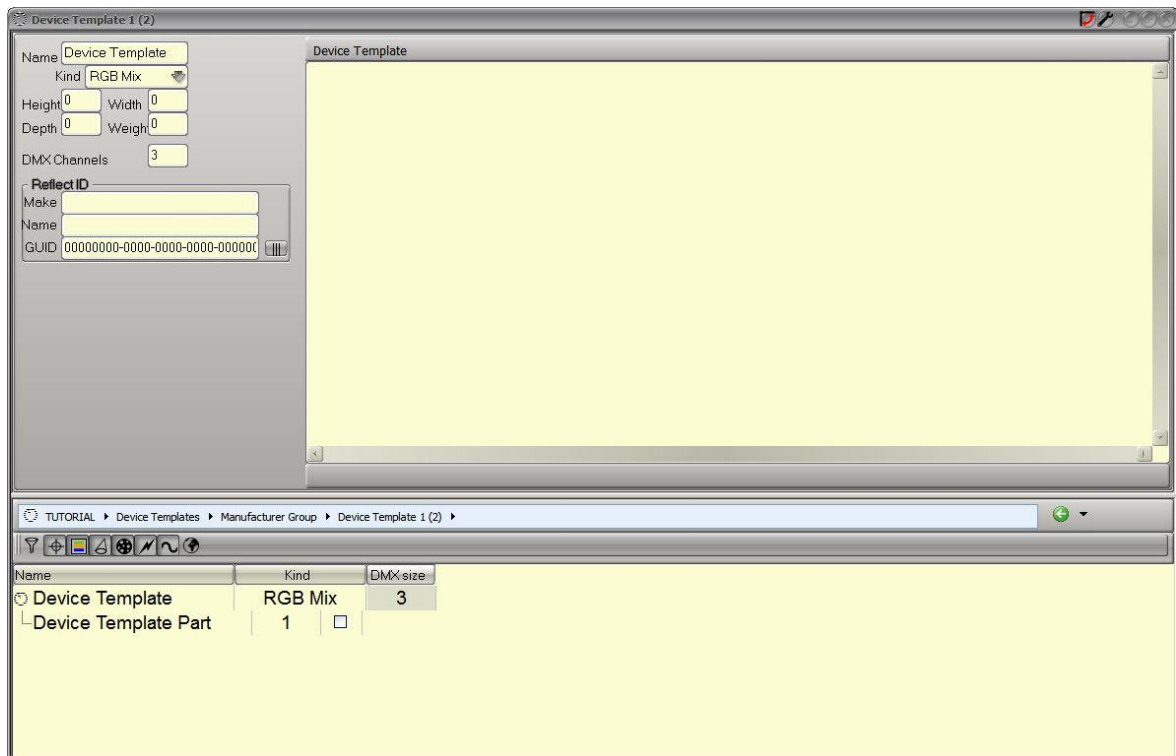 Device Template 1 (2)
Name Device Template
Kind RGB Mix
Height 0 Width 0
Depth 0 Weigh 0
DMX Channels 3
Reflect ID
Make
Name
GUID 00000000-0000-0000-0000-000000(
Device Template
TUTORIAL Device Templates Manufacturer Group Device Template 1 (2)
Name Kind DMX size
Device Template RGB Mix 3
Device Template Part 1